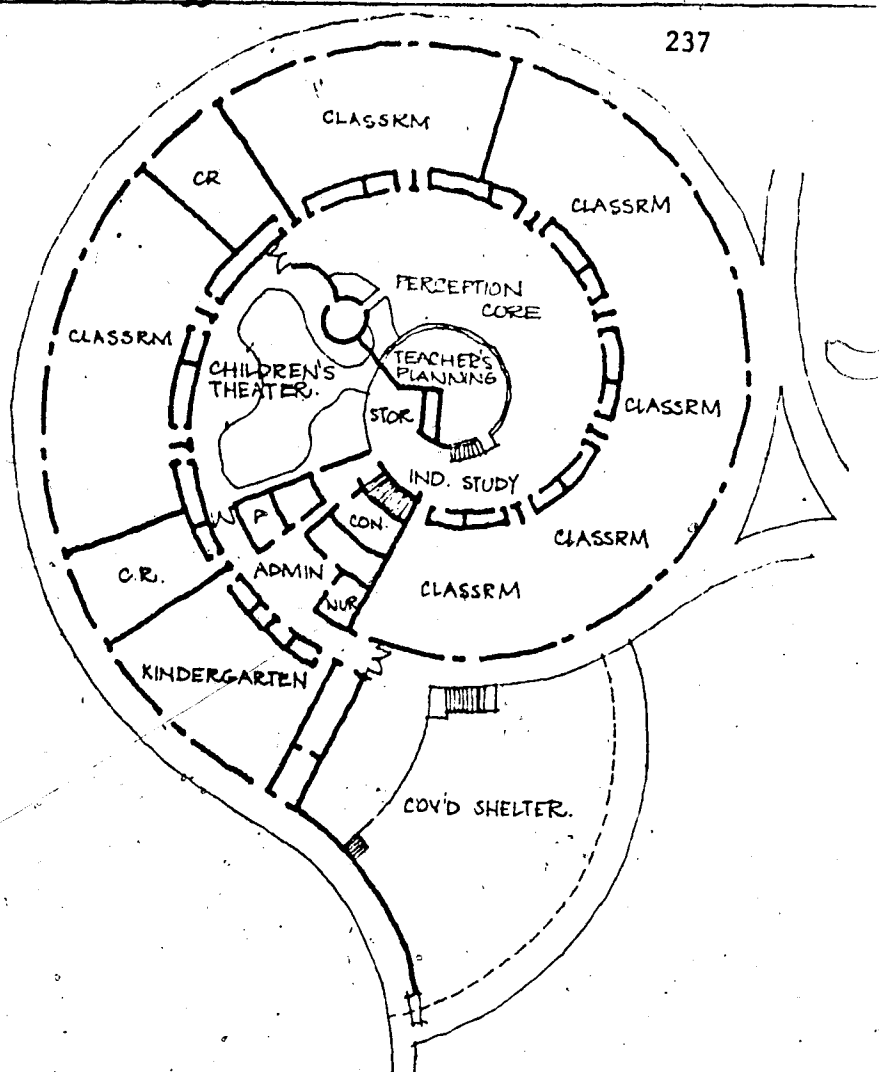 237
CLASSRM
CR
CLASSRM
PERCEPTION
CORE
CLASSRM
CHILDREN'S
THEATER.
TEACHER'S
PLANNING
STOR
CLASSRM
IND. STUDY
P
CON.
CLASSRM
C.R.
ADMIN
NUR
CLASSRM
KINDERGARTEN
COV'D SHELTER.